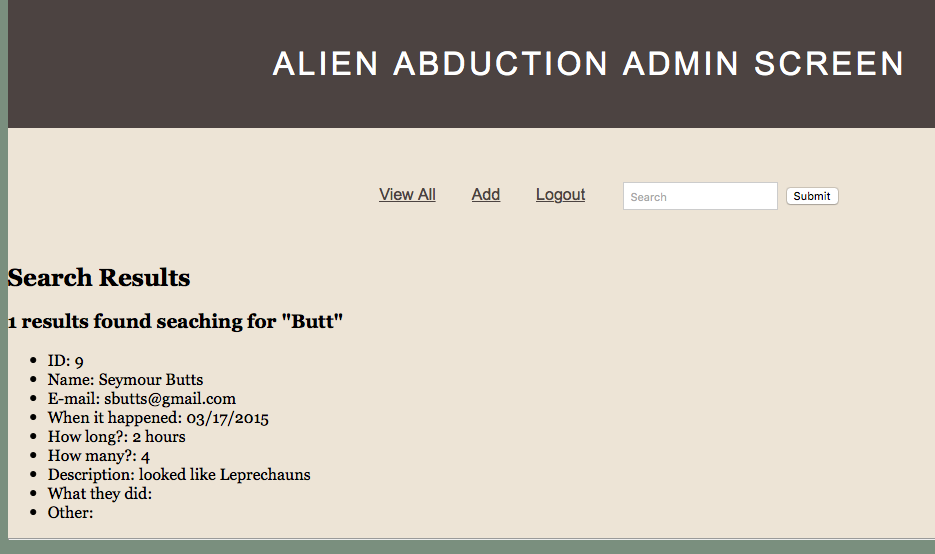 ALIEN ABDUCTION ADMIN SCREEN
View All Add Logout Search Submit
Search Results
1 results found seaching for "Butt"
• ID: 9
• Name: Seymour Butts
• E-mail: sbutts@gmail.com
• When it happened: 03/17/2015
• How long?: 2 hours
• How many?: 4
• Description: looked like Leprechauns
• What they did:
• Other: